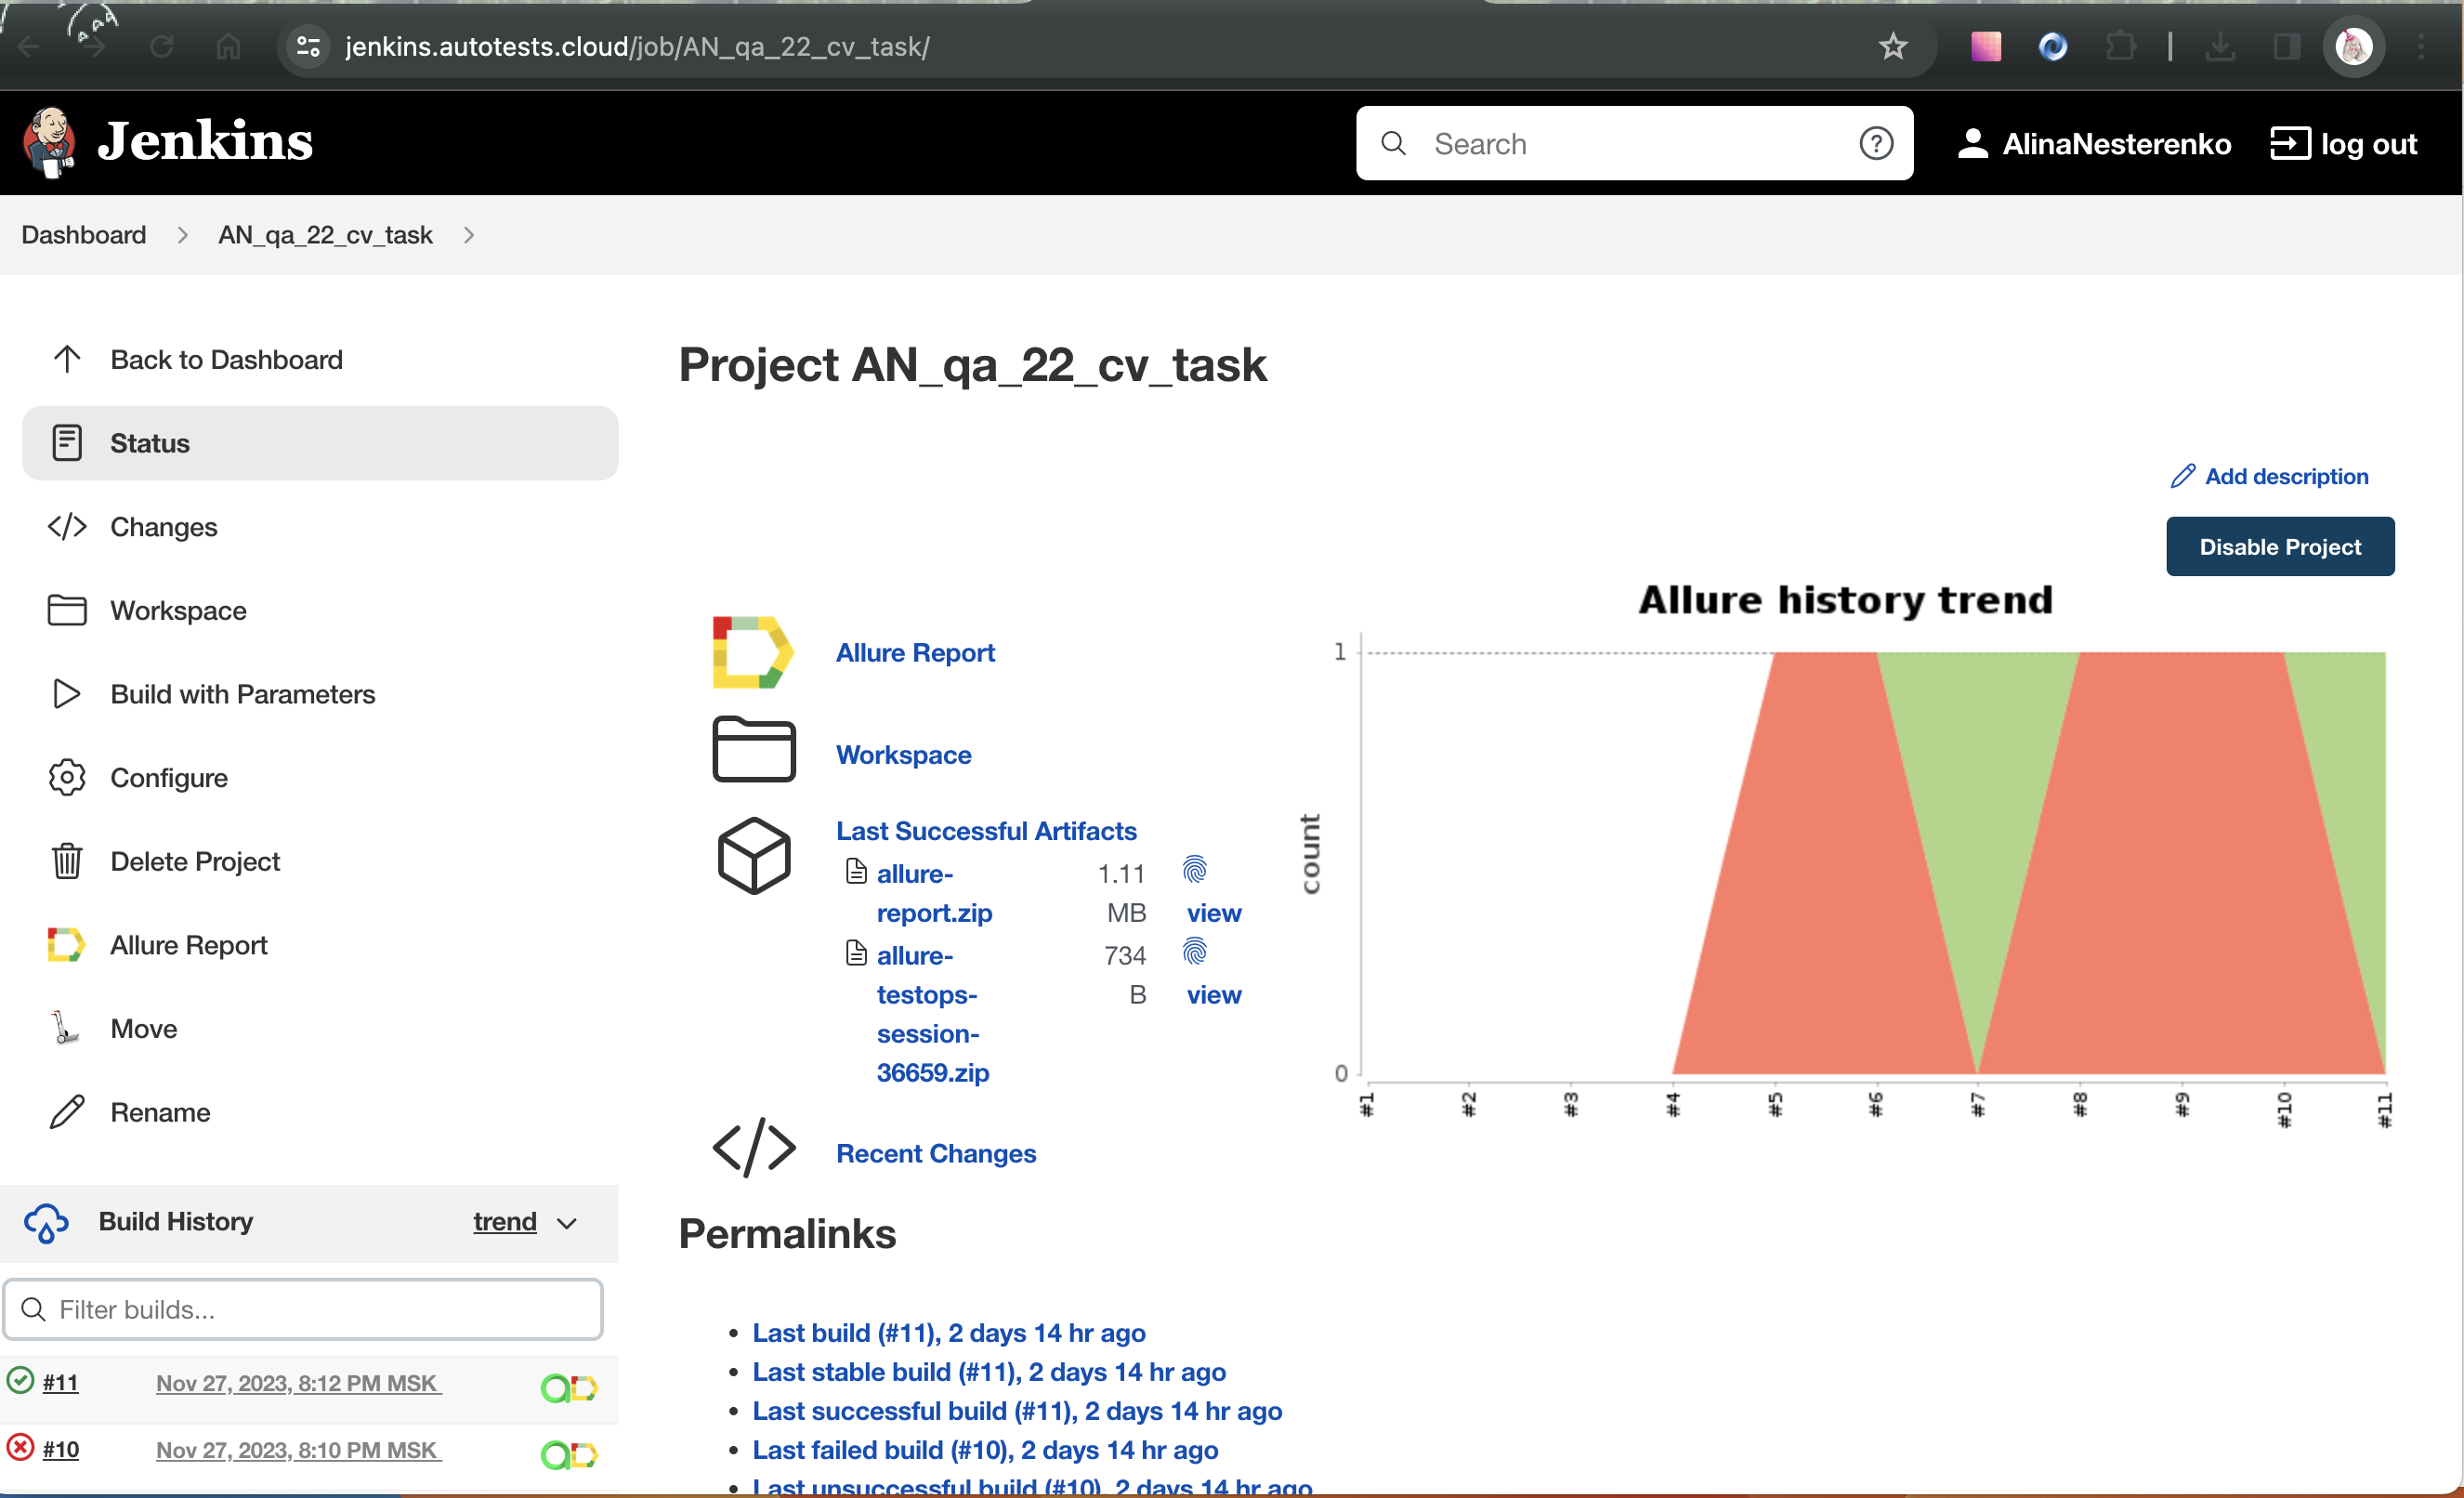 jenkins.autotests.cloud/job/AN_qa_22_cv_task/
Jenkins
Search
AlinaNesterenko
log out
Dashboard
AN_qa_22_cv_task
Back to Dashboard
Status
Changes
Workspace
Build with Parameters
Configure
Delete Project
Allure Report
Move
Rename
Build History
trend
Filter builds...
#11 Nov 27, 2023, 8:12 PM MSK
#10 Nov 27, 2023, 8:10 PM MSK
Project AN_qa_22_cv_task
Add description
Disable Project
Allure Report
Workspace
Last Successful Artifacts
allure- 1.11
report.zip MB view
allure- 734
testops- B view
session-
36659.zip
Recent Changes
Allure history trend
1
count
0
#1 #2 #3 #4 #5 #6 #7 #8 #9 #10 #11
Permalinks
Last build (#11), 2 days 14 hr ago
Last stable build (#11), 2 days 14 hr ago
Last successful build (#11), 2 days 14 hr ago
Last failed build (#10), 2 days 14 hr ago
Last unsuccessful build (#10), 2 days 14 hr ago